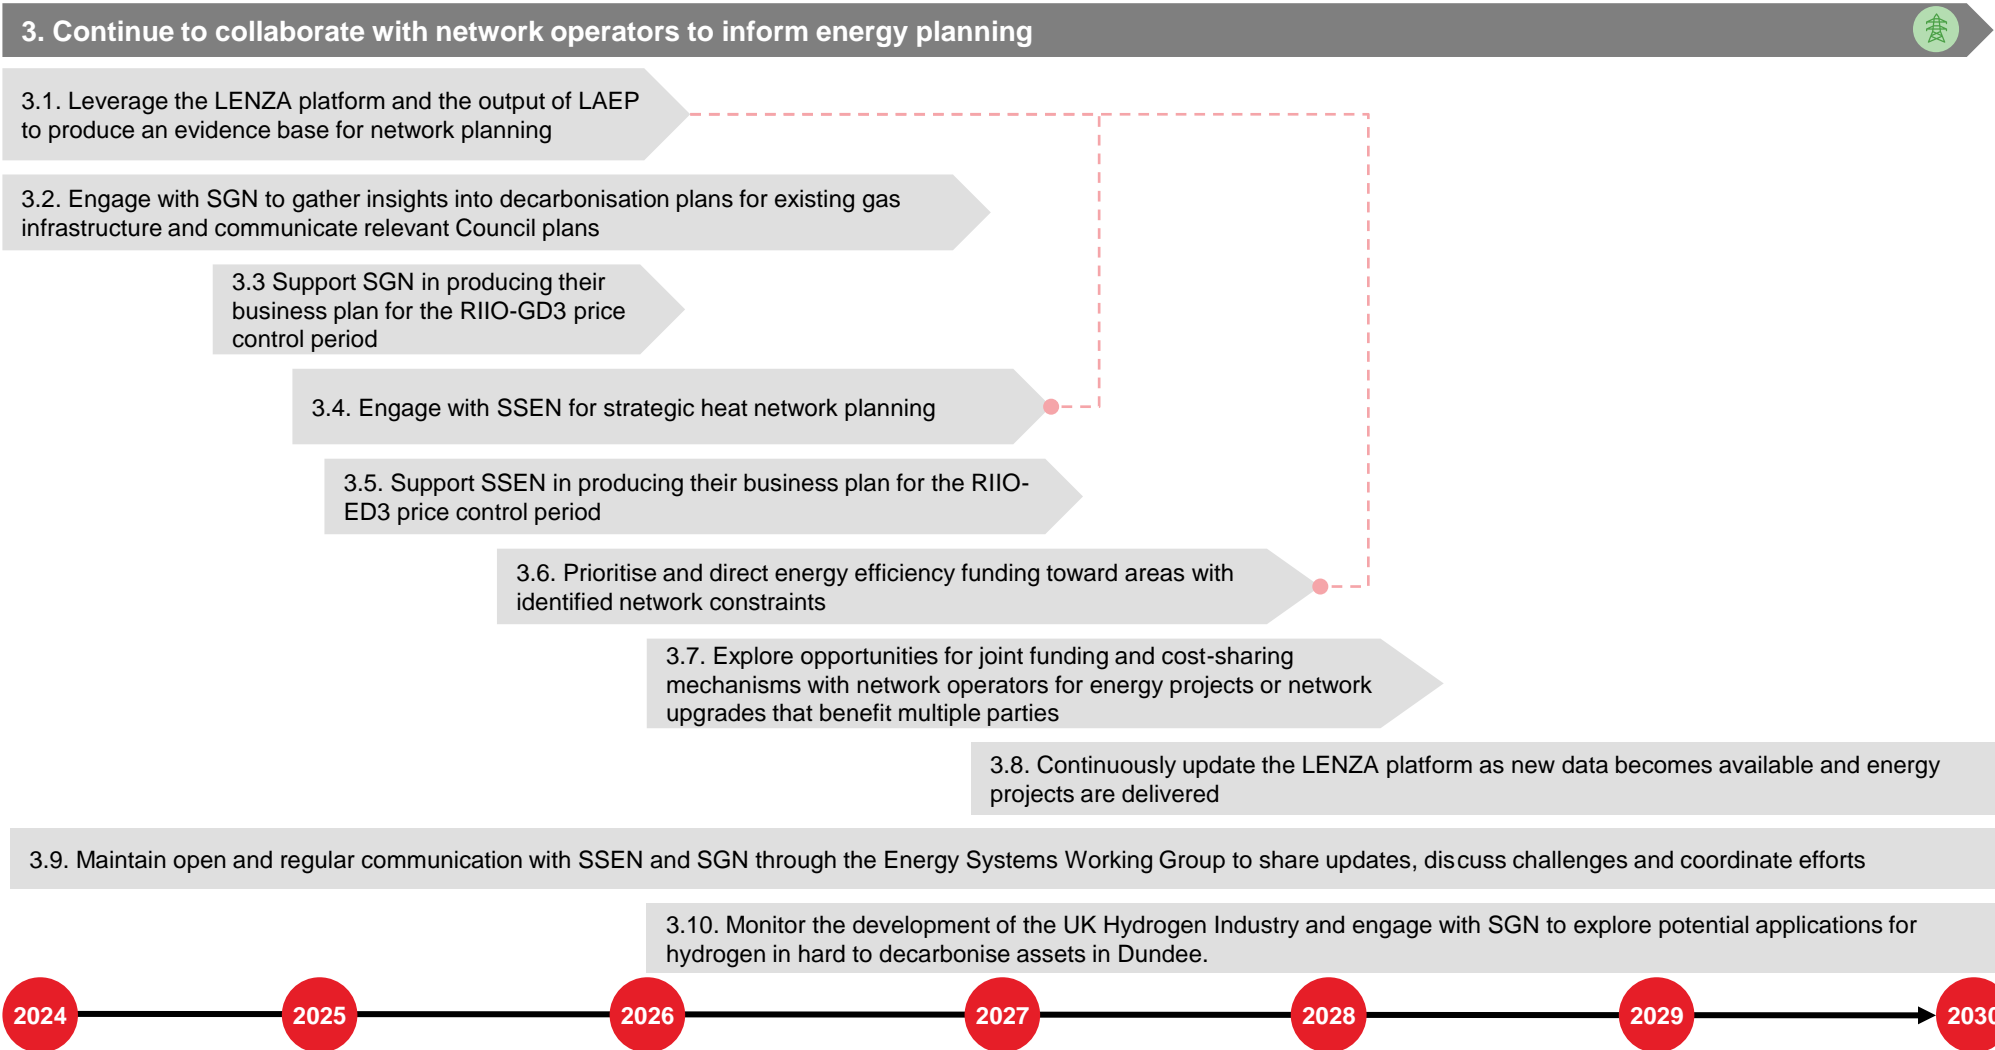 3. Continue to collaborate with network operators to inform energy planning
3.1. Leverage the LENZA platform and the output of LAEP
to produce an evidence base for network planning
3.2. Engage with SGN to gather insights into decarbonisation plans for existing gas
infrastructure and communicate relevant Council plans
3.3 Support SGN in producing their
business plan for the RIIO-GD3 price
control period
3.4. Engage with SSEN for strategic heat network planning
3.5. Support SSEN in producing their business plan for the RIIO-
ED3 price control period
3.6. Prioritise and direct energy efficiency funding toward areas with
identified network constraints
3.7. Explore opportunities for joint funding and cost-sharing
mechanisms with network operators for energy projects or network
upgrades that benefit multiple parties
3.8. Continuously update the LENZA platform as new data becomes available and energy
projects are delivered
3.9. Maintain open and regular communication with SSEN and SGN through the Energy Systems Working Group to share updates, discuss challenges and coordinate efforts
3.10. Monitor the development of the UK Hydrogen Industry and engage with SGN to explore potential applications for
hydrogen in hard to decarbonise assets in Dundee.
2024 2025 2026 2027 2028 2029 2030